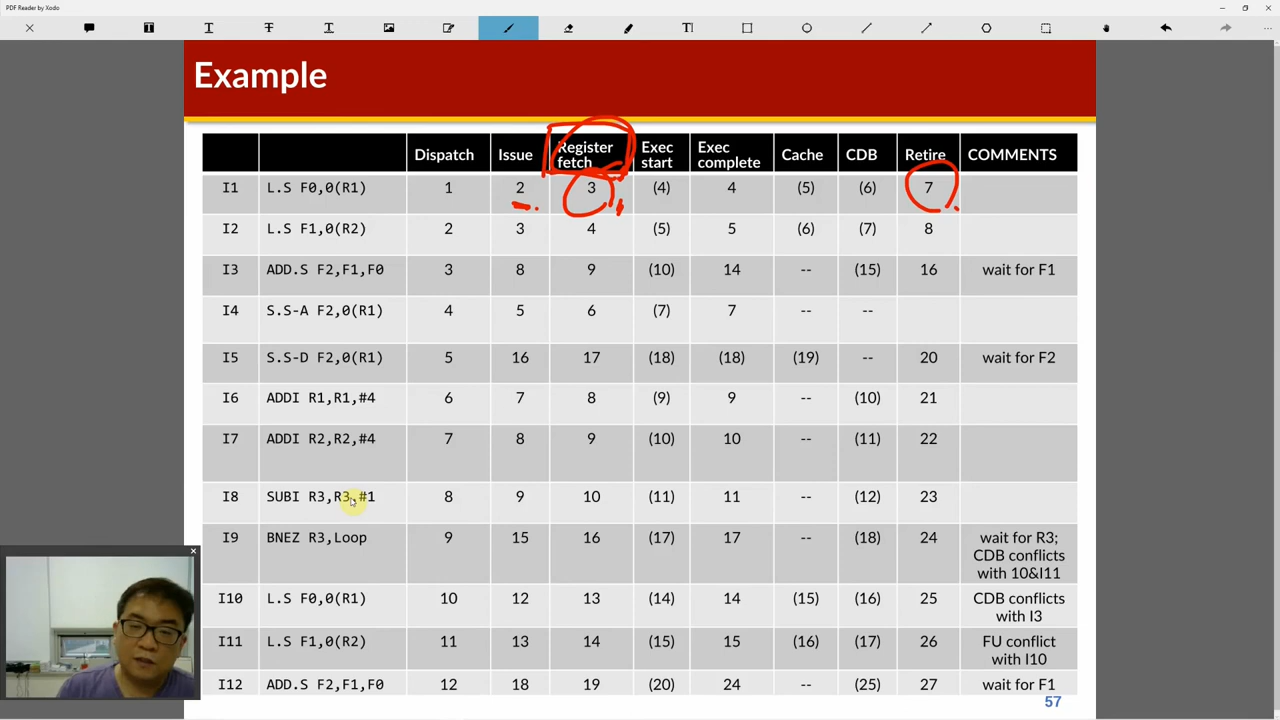 PDF Reader by Xodo
Example
Dispatch Issue Register fetch Exec start Exec complete Cache CDB Retire COMMENTS
I1 L.S F0,0(R1) 1 2 3 (4) 4 (5) (6) 7
I2 L.S F1,0(R2) 2 3 4 (5) 5 (6) (7) 8
I3 ADD.S F2,F1,F0 3 8 9 (10) 14 -- (15) 16 wait for F1
I4 S.S-A F2,0(R1) 4 5 6 (7) 7 -- --
I5 S.S-D F2,0(R1) 5 16 17 (18) (18) (19) -- 20 wait for F2
I6 ADDI R1,R1,#4 6 7 8 (9) 9 -- (10) 21
I7 ADDI R2,R2,#4 7 8 9 (10) 10 -- (11) 22
I8 SUBI R3,R3,#1 8 9 10 (11) 11 -- (12) 23
I9 BNEZ R3,Loop 9 15 16 (17) 17 -- (18) 24 wait for R3; CDB conflicts with 10&I11
I10 L.S F0,0(R1) 10 12 13 (14) 14 (15) (16) 25 CDB conflicts with I3
I11 L.S F1,0(R2) 11 13 14 (15) 15 (16) (17) 26 FU conflict with I10
I12 ADD.S F2,F1,F0 12 18 19 (20) 24 -- (25) 27 wait for F1
57